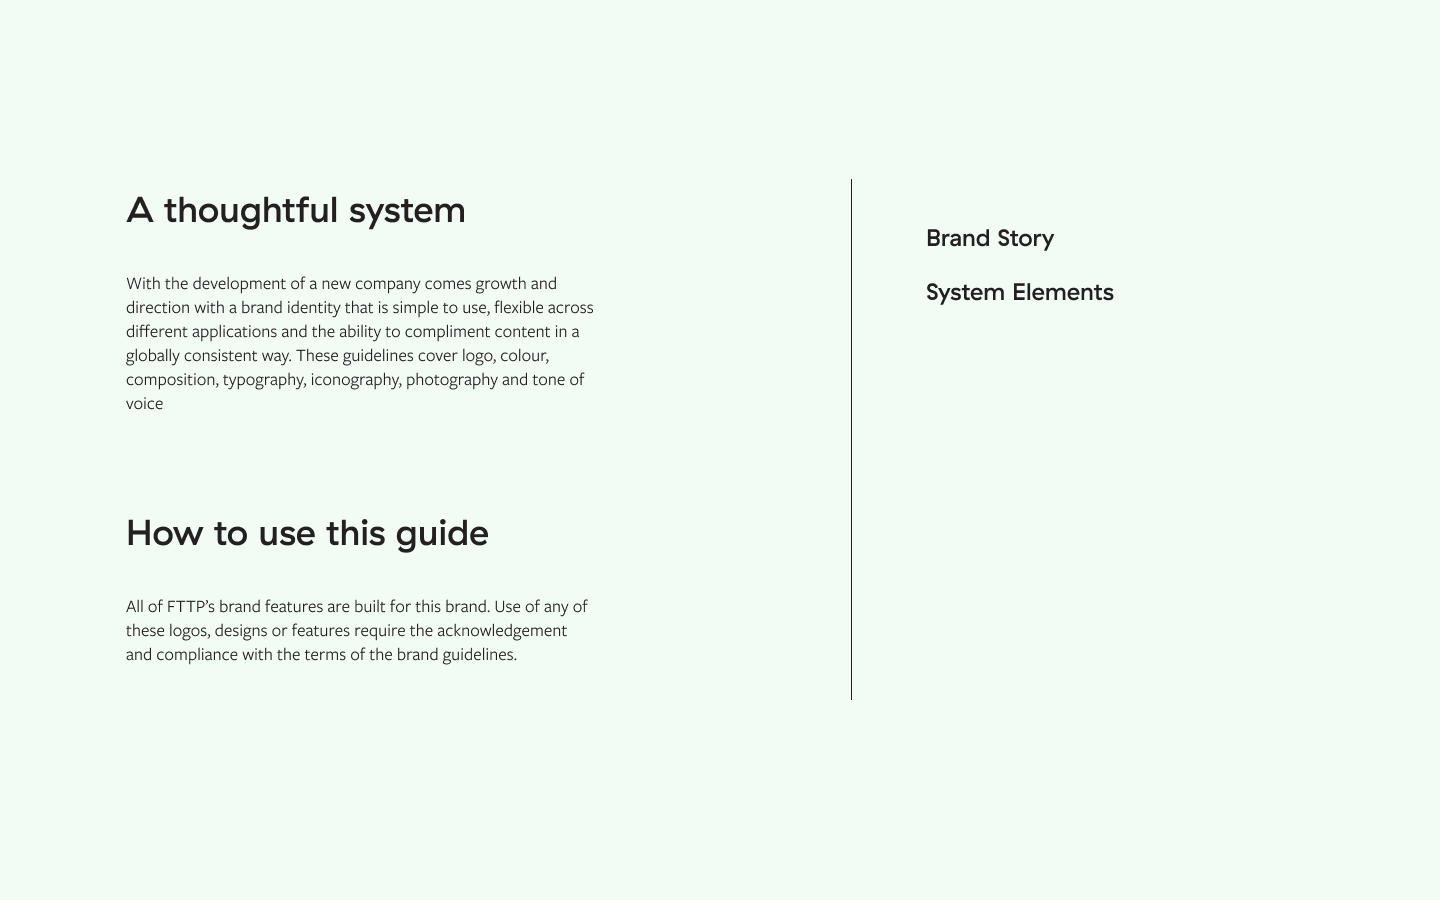 A thoughtful system
With the development of a new company comes growth and
direction with a brand identity that is simple to use, flexible across
different applications and the ability to compliment content in a
globally consistent way. These guidelines cover logo, colour,
composition, typography, iconography, photography and tone of
voice
How to use this guide
All of FTTP’s brand features are built for this brand. Use of any of
these logos, designs or features require the acknowledgement
and compliance with the terms of the brand guidelines.
Brand Story
System Elements